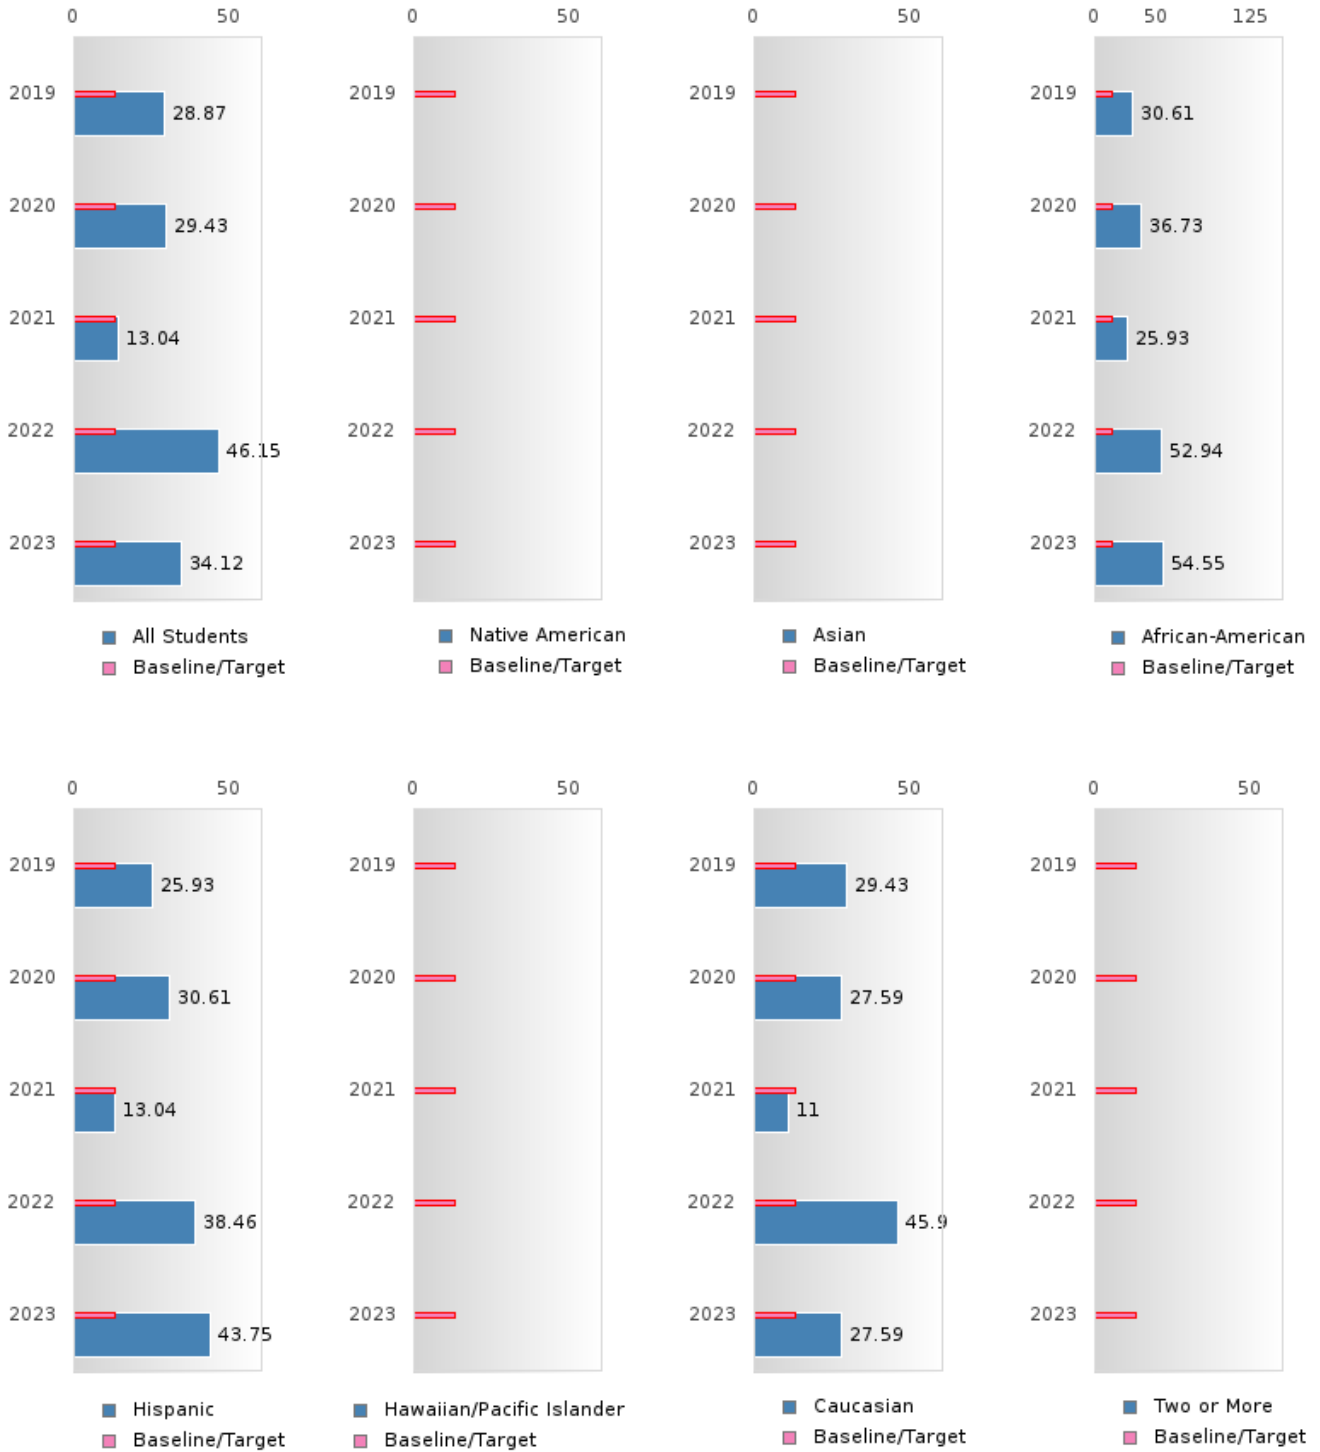 0 50 0 50 0 50 0 50 125
2019 28.87 2019 2019 2019 30.61
2020 29.43 2020 2020 2020 36.73
2021 13.04 2021 2021 2021 25.93
2022 46.15 2022 2022 2022 52.94
2023 34.12 2023 2023 2023 54.55
All Students Native American Asian African-American
Baseline/Target Baseline/Target Baseline/Target Baseline/Target
0 50 0 50 0 50 0 50
2019 25.93 2019 2019 29.43 2019
2020 30.61 2020 2020 27.59 2020
2021 13.04 2021 2021 11 2021
2022 38.46 2022 2022 45.9 2022
2023 43.75 2023 2023 27.59 2023
Hispanic Hawaiian/Pacific Islander Caucasian Two or More
Baseline/Target Baseline/Target Baseline/Target Baseline/Target